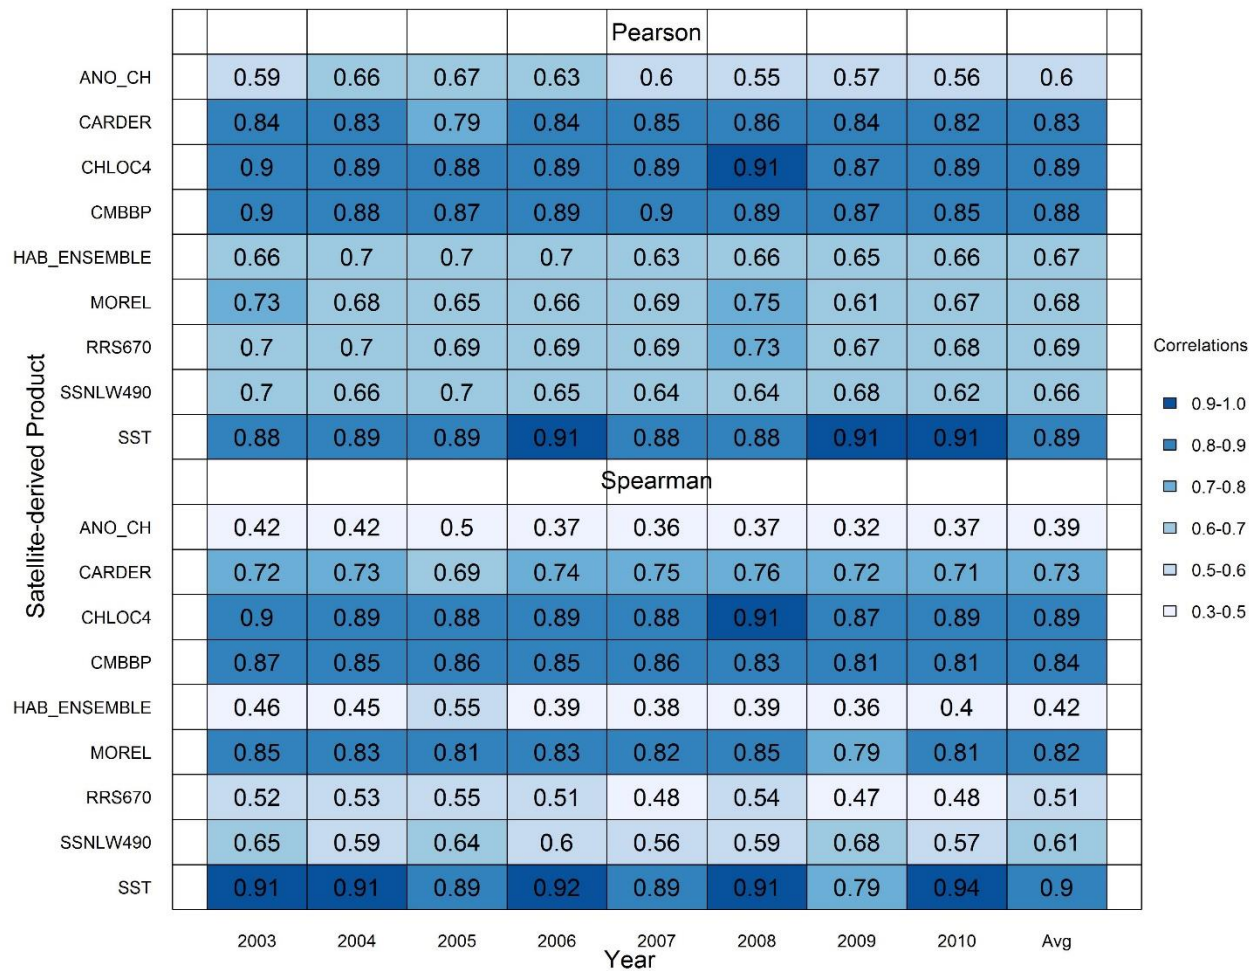 Pearson
ANO_CH 0.59 0.66 0.67 0.63 0.6 0.55 0.57 0.56 0.6
CARDER 0.84 0.83 0.79 0.84 0.85 0.86 0.84 0.82 0.83
CHLOC4 0.9 0.89 0.88 0.89 0.89 0.91 0.87 0.89 0.89
CMBBP 0.9 0.88 0.87 0.89 0.9 0.89 0.87 0.85 0.88
HAB_ENSEMBLE 0.66 0.7 0.7 0.7 0.63 0.66 0.65 0.66 0.67
MOREL 0.73 0.68 0.65 0.66 0.69 0.75 0.61 0.67 0.68
RRS670 0.7 0.7 0.69 0.69 0.69 0.73 0.67 0.68 0.69
SSNLW490 0.7 0.66 0.7 0.65 0.64 0.64 0.68 0.62 0.66
SST 0.88 0.89 0.89 0.91 0.88 0.88 0.91 0.91 0.89
Spearman
ANO_CH 0.42 0.42 0.5 0.37 0.36 0.37 0.32 0.37 0.39
CARDER 0.72 0.73 0.69 0.74 0.75 0.76 0.72 0.71 0.73
CHLOC4 0.9 0.89 0.88 0.89 0.88 0.91 0.87 0.89 0.89
CMBBP 0.87 0.85 0.86 0.85 0.86 0.83 0.81 0.81 0.84
HAB_ENSEMBLE 0.46 0.45 0.55 0.39 0.38 0.39 0.36 0.4 0.42
MOREL 0.85 0.83 0.81 0.83 0.82 0.85 0.79 0.81 0.82
RRS670 0.52 0.53 0.55 0.51 0.48 0.54 0.47 0.48 0.51
SSNLW490 0.65 0.59 0.64 0.6 0.56 0.59 0.68 0.57 0.61
SST 0.91 0.91 0.89 0.92 0.89 0.91 0.79 0.94 0.9
2003 2004 2005 2006 2007 2008 2009 2010 Avg
Year
Satellite-derived Product
Correlations
0.9-1.0
0.8-0.9
0.7-0.8
0.6-0.7
0.5-0.6
0.3-0.5